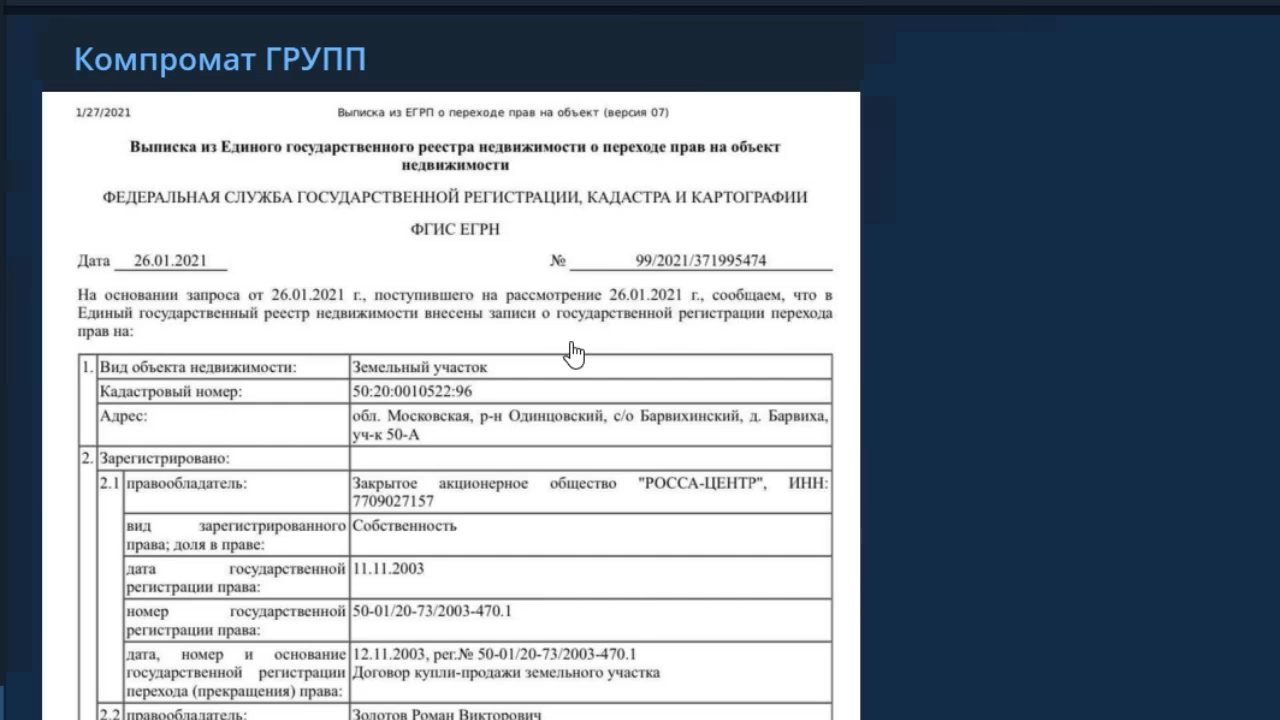 Компромат ГРУПП
1/27/2021 Выписка из ЕГРП о переходе прав на объект (версия 07)
Выписка из Единого государственного реестра недвижимости о переходе прав на объект
недвижимости
ФЕДЕРАЛЬНАЯ СЛУЖБА ГОСУДАРСТВЕННОЙ РЕГИСТРАЦИИ, КАДАСТРА И КАРТОГРАФИИ
ФГИС ЕГРН
Дата 26.01.2021 № 99/2021/371995474
На основании запроса от 26.01.2021 г., поступившего на рассмотрение 26.01.2021 г., сообщаем, что в
Единый государственный реестр недвижимости внесены записи о государственной регистрации перехода
прав на:
1. Вид объекта недвижимости: Земельный участок
Кадастровый номер: 50:20:0010522:96
Адрес: обл. Московская, р-н Одинцовский, с/о Барвихинский, д. Барвиха,
уч-к 50-А
2. Зарегистрировано:
2.1 правообладатель: Закрытое акционерное общество "РОССА-ЦЕНТР", ИНН:
7709027157
вид зарегистрированного Собственность
права; доля в праве:
дата государственной 11.11.2003
регистрации права:
номер государственной 50-01/20-73/2003-470.1
регистрации права:
дата, номер и основание 12.11.2003, рег.№ 50-01/20-73/2003-470.1
государственной регистрации Договор купли-продажи земельного участка
перехода (прекращения) права:
2.2 правообладатель: Золотов Роман Викторович